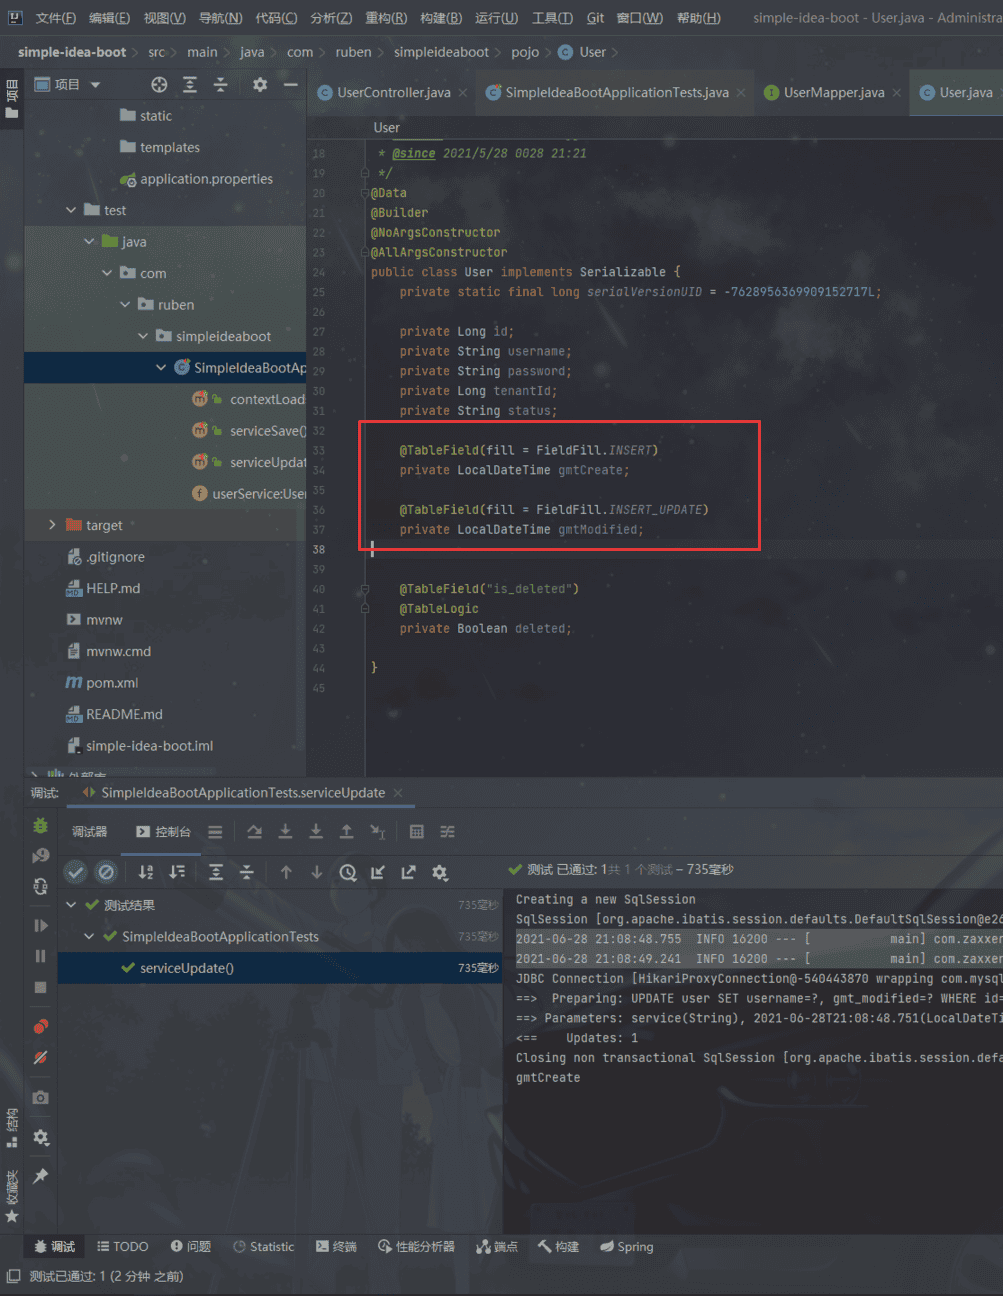 文件(F) 编辑(E) 视图(V) 导航(N) 代码(C) 分析(Z) 重构(R) 构建(B) 运行(U) 工具(T) Git 窗口(W) 帮助(H) simple-idea-boot - User.java - Administra
simple-idea-boot src main java com ruben simpleideaboot pojo User
项目
项目
UserController.java SimpleIdeaBootApplicationTests.java UserMapper.java User.java
static
templates
application.properties
test
java
com
ruben
simpleideaboot
SimpleIdeaBootAp
contextLoad
serviceSave()
serviceUpdat
userService:Use
target
.gitignore
HELP.md
mvnw
mvnw.cmd
pom.xml
README.md
simple-idea-boot.iml
外部库
User
18 * @since 2021/5/28 0028 21:21
19 */
20 @Data
21 @Builder
22 @NoArgsConstructor
23 @AllArgsConstructor
24 public class User implements Serializable {
25 private static final long serialVersionUID = -7628956369909152717L;
26
27 private Long id;
28 private String username;
29 private String password;
30 private Long tenantId;
31 private String status;
32
33 @TableField(fill = FieldFill.INSERT)
34 private LocalDateTime gmtCreate;
35
36 @TableField(fill = FieldFill.INSERT_UPDATE)
37 private LocalDateTime gmtModified;
38
39
40 @TableField("is_deleted")
41 @TableLogic
42 private Boolean deleted;
43
44 }
45
调试: SimpleIdeaBootApplicationTests.serviceUpdate
调试器 控制台
测试 已通过: 1共 1 个测试 – 735毫秒
测试结果 735毫秒
SimpleIdeaBootApplicationTests 735毫秒
serviceUpdate() 735毫秒
Creating a new SqlSession
SqlSession [org.apache.ibatis.session.defaults.DefaultSqlSession@e26
2021-06-28 21:08:48.755 INFO 16200 --- [ main] com.zaxxer
2021-06-28 21:08:49.241 INFO 16200 --- [ main] com.zaxxer
JDBC Connection [HikariProxyConnection@-540443870 wrapping com.mysql
==> Preparing: UPDATE user SET username=?, gmt_modified=? WHERE id=
==> Parameters: service(String), 2021-06-28T21:08:48.751(LocalDateTi
<== Updates: 1
Closing non transactional SqlSession [org.apache.ibatis.session.defa
gmtCreate
结构
收藏夹
调试 TODO 问题 Statistic 终端 性能分析器 端点 构建 Spring
测试已通过: 1 (2 分钟 之前)